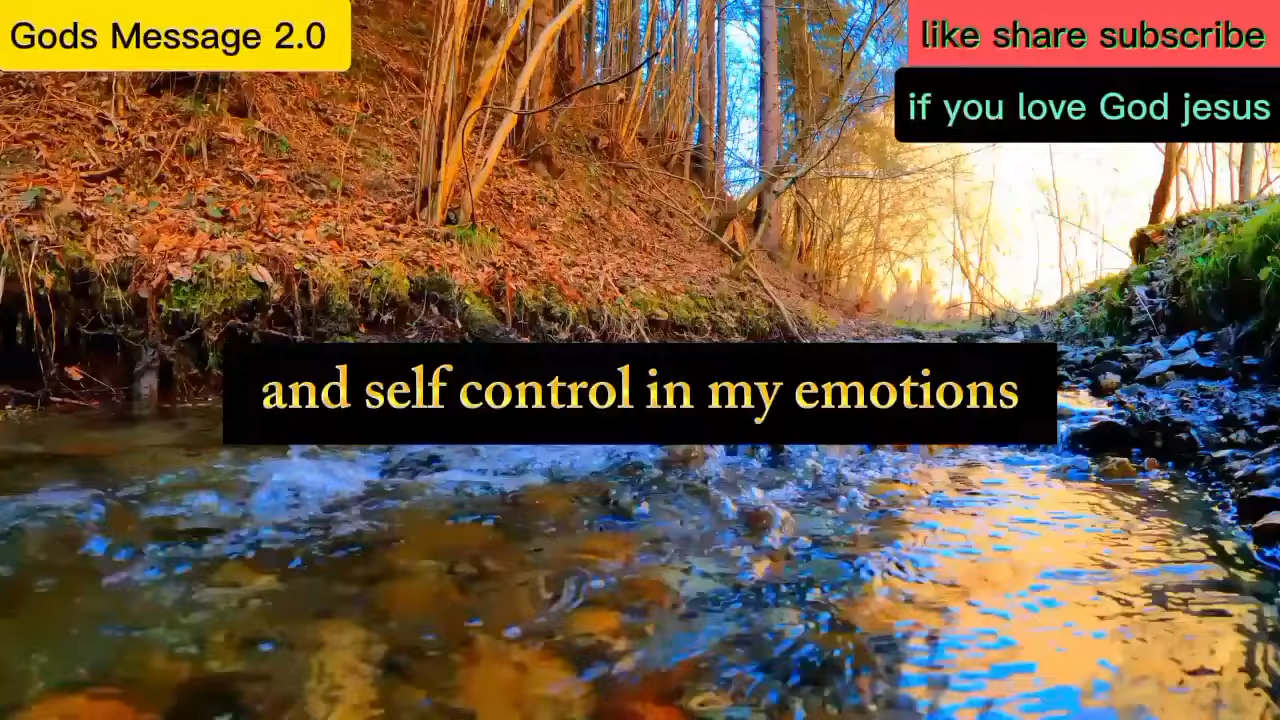 Gods Message 2.0
like share subscribe
if you love God jesus
and self control in my emotions